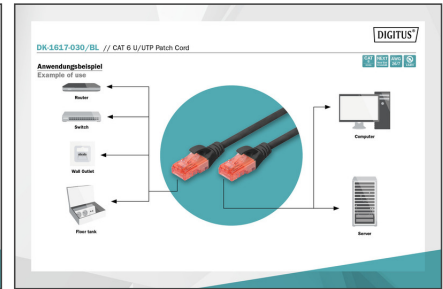 DIGITUS®
DK-1617-030/BL // CAT 6 U/UTP Patch Cord
Anwendungsbeispiel
Example of use
Router
Switch
Wall Outlet
Floor tank
Computer
Server